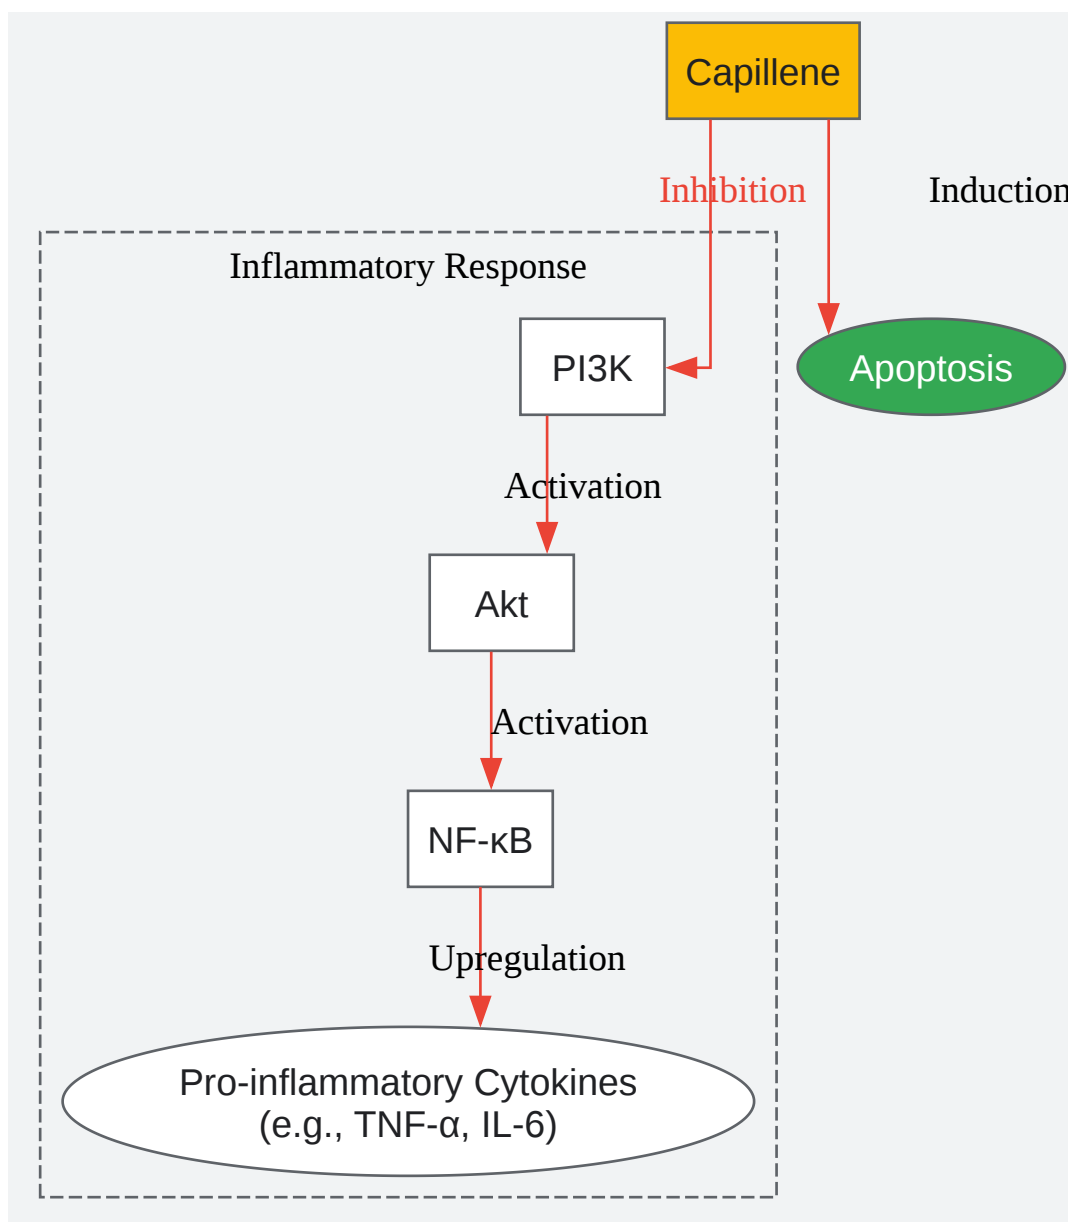 Capillene
Inhibition
Induction
Inflammatory Response
PI3K
Apoptosis
Activation
Akt
Activation
NF-κB
Upregulation
Pro-inflammatory Cytokines
(e.g., TNF-α, IL-6)